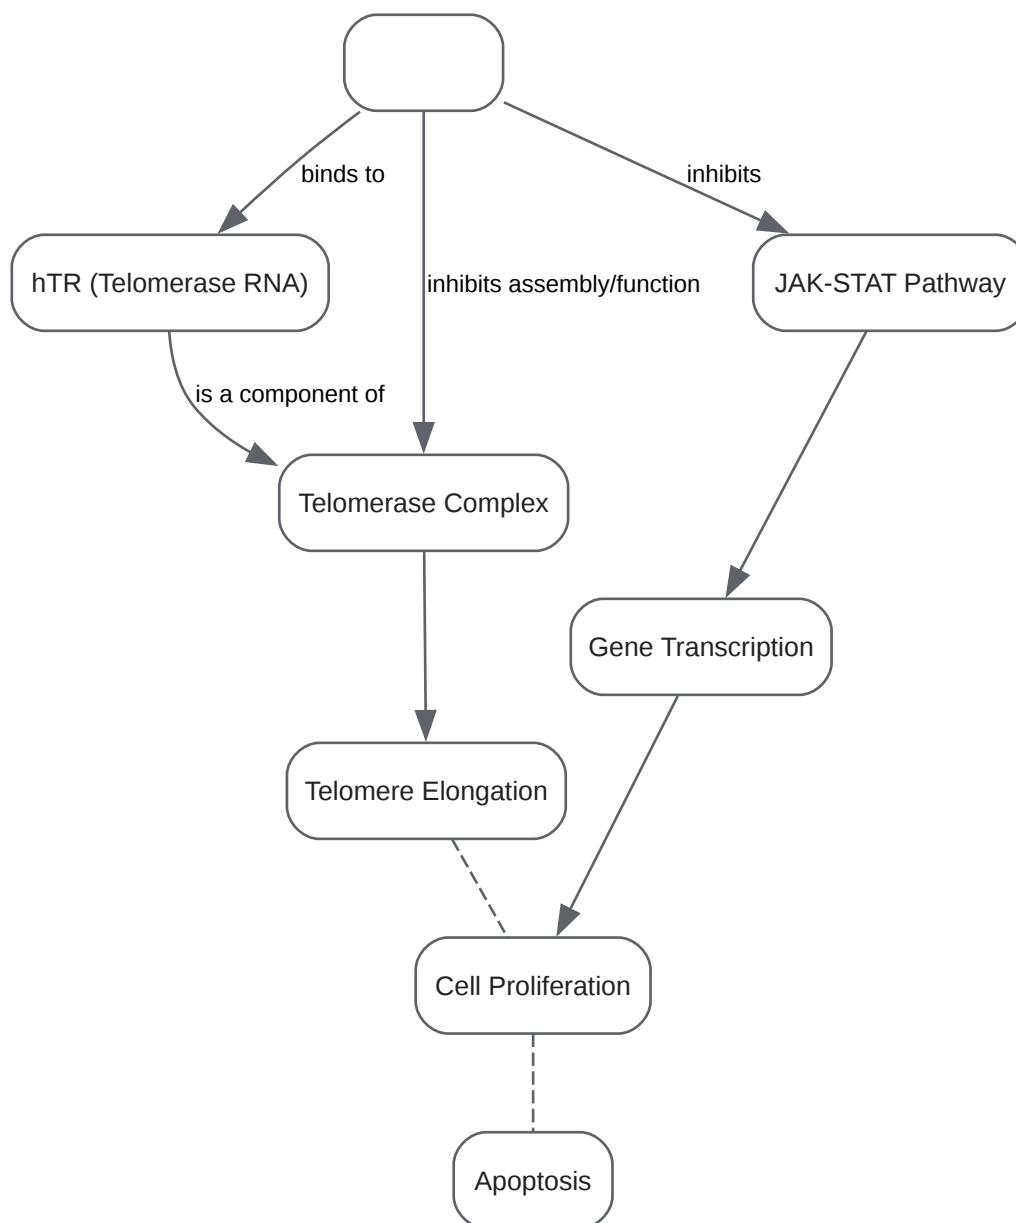 binds to
inhibits
hTR (Telomerase RNA)
inhibits assembly/function
JAK-STAT Pathway
is a component of
Telomerase Complex
Gene Transcription
Telomere Elongation
Cell Proliferation
Apoptosis